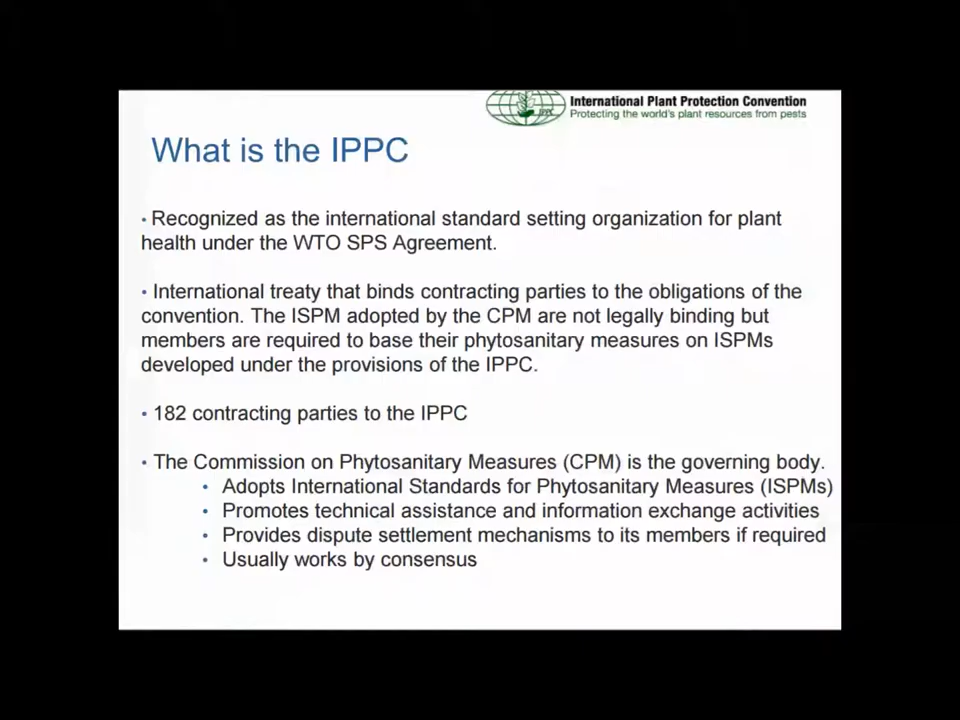 International Plant Protection Convention
Protecting the world's plant resources from pests
What is the IPPC
• Recognized as the international standard setting organization for plant
health under the WTO SPS Agreement.
• International treaty that binds contracting parties to the obligations of the
convention. The ISPM adopted by the CPM are not legally binding but
members are required to base their phytosanitary measures on ISPMs
developed under the provisions of the IPPC.
• 182 contracting parties to the IPPC
• The Commission on Phytosanitary Measures (CPM) is the governing body.
• Adopts International Standards for Phytosanitary Measures (ISPMs)
• Promotes technical assistance and information exchange activities
• Provides dispute settlement mechanisms to its members if required
• Usually works by consensus